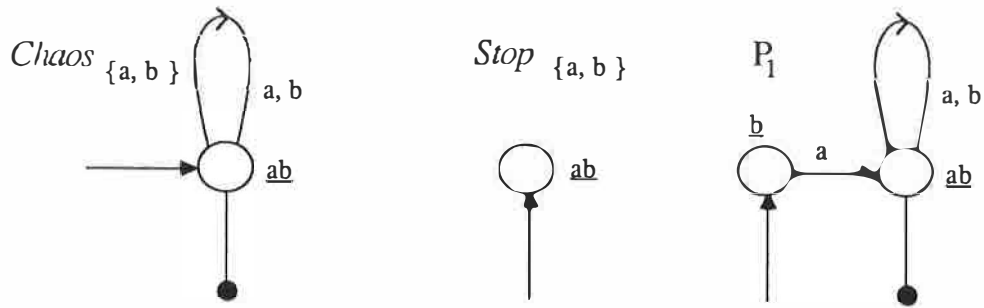 Chaos {a, b }
a, b
ab
Stop {a, b }
ab
P1
a, b
b
a
ab